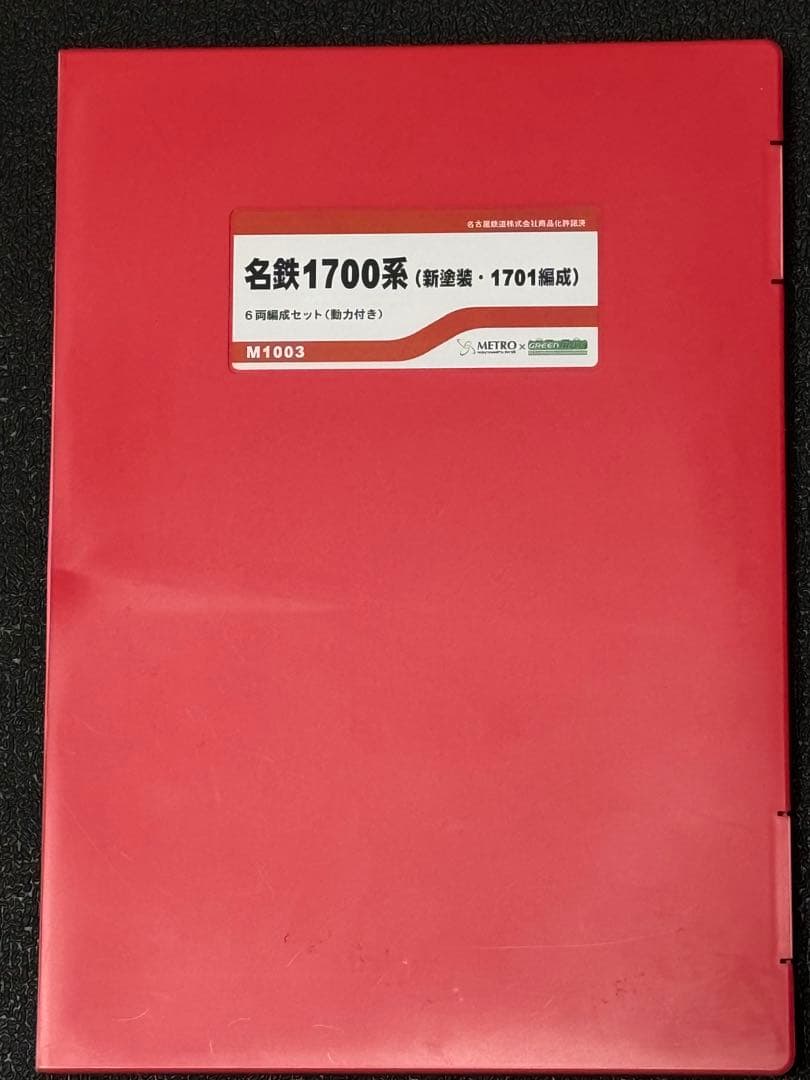 名古屋鉄道株式会社商品化許諾済
名鉄1700系(新塗装・1701編成)
6両編成セット(動力付き)
M1003
METRO × GREENMAX